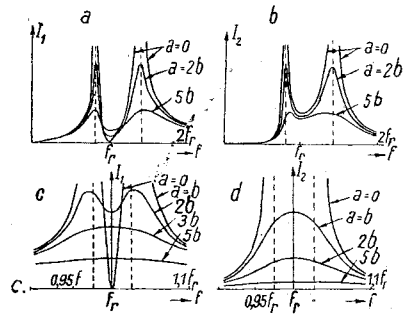 a
I₁
a=0
a=2b
5b
fᵣ
2fᵣ
f
b
I₂
a=0
a=2b
5b
fᵣ
2fᵣ
f
c
I₁
a=0
a=b
2b
3b
5b
c.
0,95f
fᵣ
1,1fᵣ
f
d
I₂
a=0
a=b
2b
5b
0,95fᵣ
fᵣ
1,1fᵣ
f